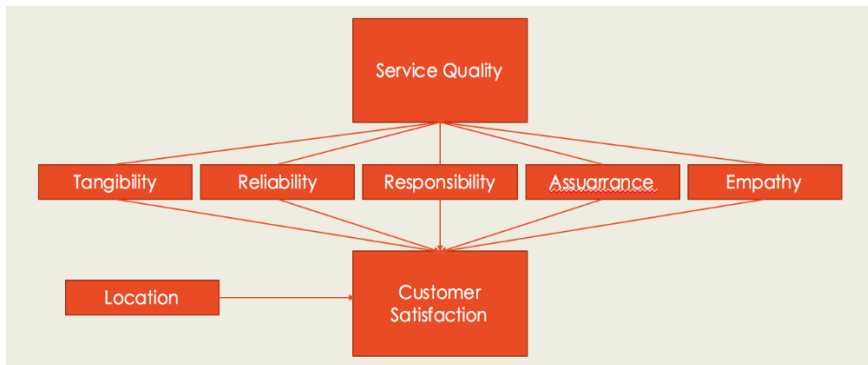 Service Quality
Tangibility
Reliability
Responsibility
Assuarrance
Empathy
Location
Customer
Satisfaction